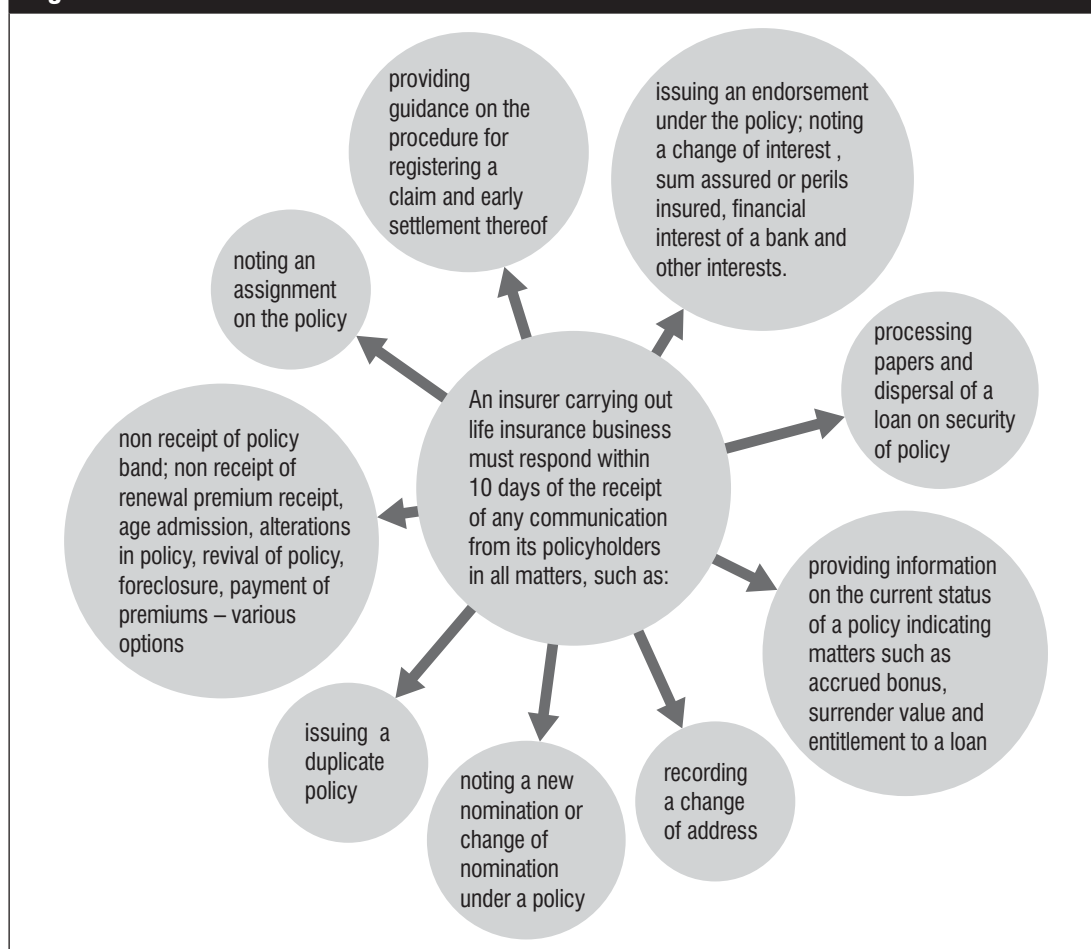 providing
guidance on the
procedure for
registering a
claim and early
settlement thereof
issuing an endorsement
under the policy; noting
a change of interest ,
sum assured or perils
insured, financial
interest of a bank and
other interests.
noting an
assignment
on the policy
processing
papers and
dispersal of a
loan on security
of policy
An insurer carrying out
life insurance business
must respond within
10 days of the receipt
of any communication
from its policyholders
in all matters, such as:
non receipt of policy
band; non receipt of
renewal premium receipt,
age admission, alterations
in policy, revival of policy,
foreclosure, payment of
premiums – various
options
providing information
on the current status
of a policy indicating
matters such as
accrued bonus,
surrender value and
entitlement to a loan
issuing a
duplicate
policy
noting a new
nomination or
change of
nomination
under a policy
recording
a change
of address